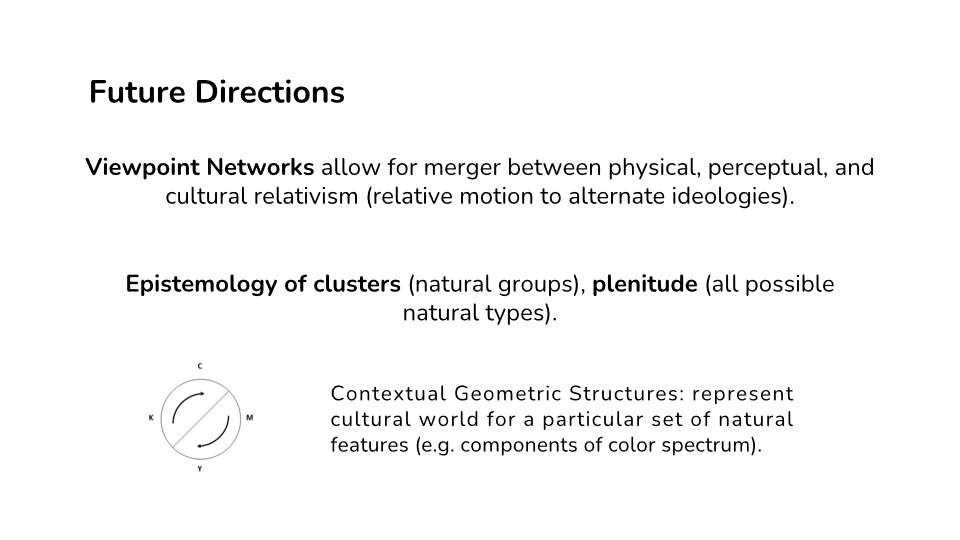 Future Directions
Viewpoint Networks allow for merger between physical, perceptual, and
cultural relativism (relative motion to alternate ideologies).
Epistemology of clusters (natural groups), plenitude (all possible
natural types).
C
K
M
Y
Contextual Geometric Structures: represent
cultural world for a particular set of natural
features (e.g. components of color spectrum).